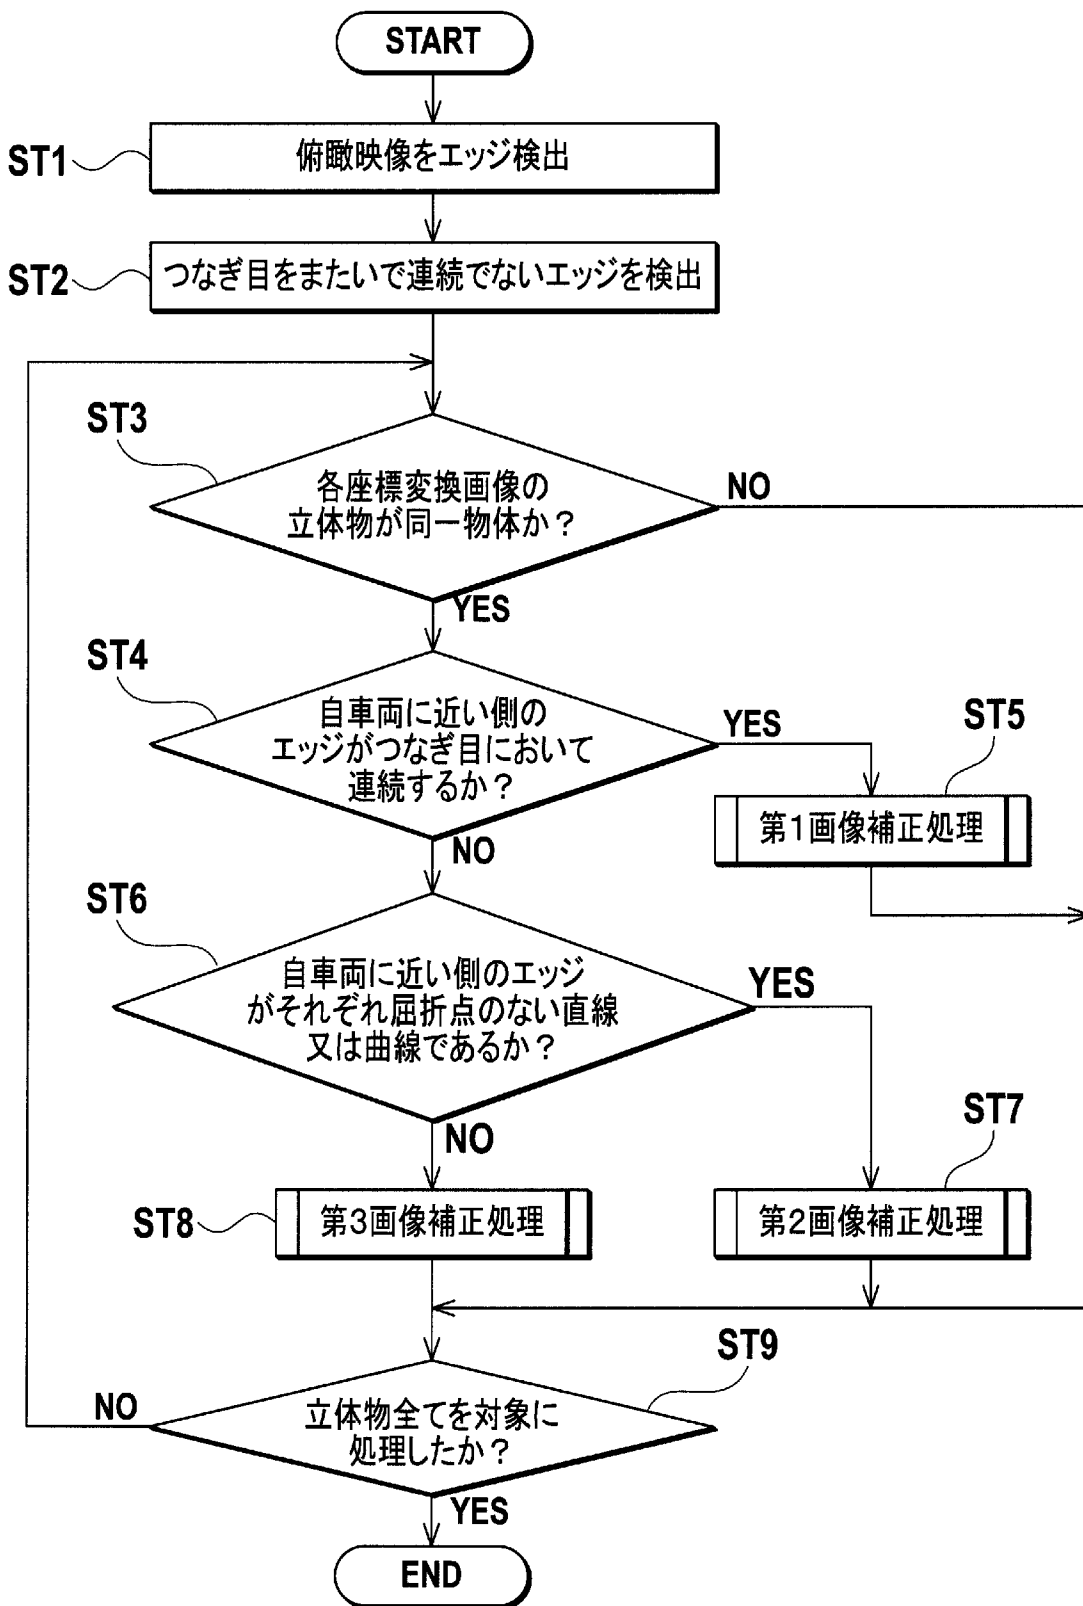 START
ST1
俯瞰映像をエッジ検出
ST2
つなぎ目をまたいで連続でないエッジを検出
ST3
各座標変換画像の
立体物が同一物体か？
NO
YES
ST4
自車両に近い側の
エッジがつなぎ目において
連続するか？
YES
ST5
第1画像補正処理
NO
ST6
自車両に近い側のエッジ
がそれぞれ屈折点のない直線
又は曲線であるか？
YES
NO
ST7
第2画像補正処理
ST8
第3画像補正処理
ST9
立体物全てを対象に
処理したか？
NO
YES
END